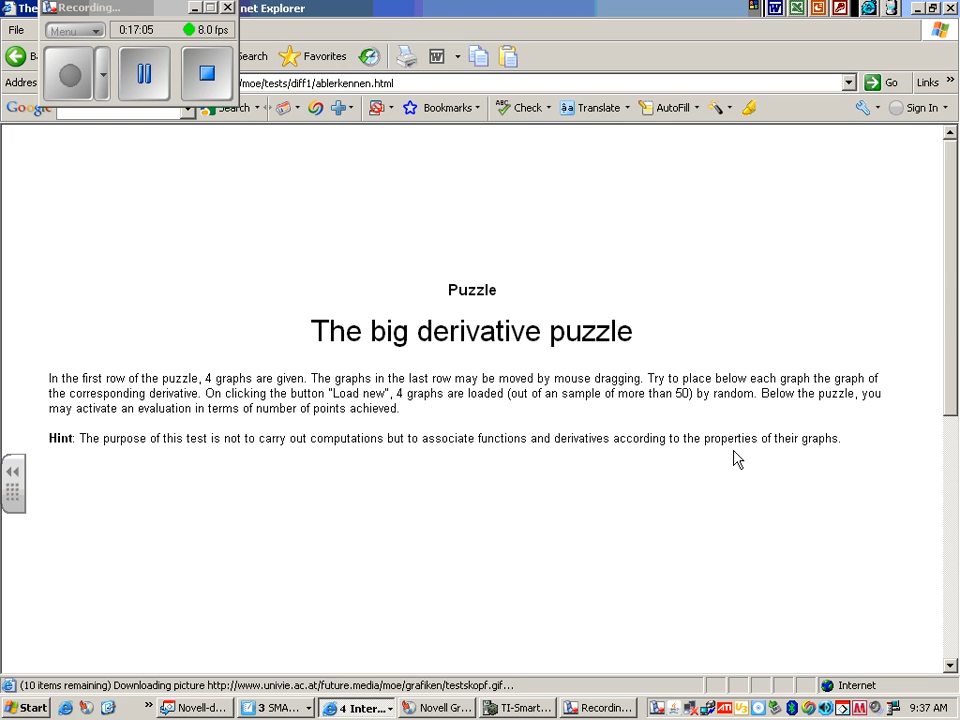 The
Recording...
net Explorer
Menu
0:17:05
8.0 fps
File
B
Search
Favorites
Addres
/moe/tests/diff1/ablerkennen.html
Go
Links
Google
Search
Bookmarks
Check
Translate
AutoFill
Sign In
Puzzle
The big derivative puzzle
In the first row of the puzzle, 4 graphs are given. The graphs in the last row may be moved by mouse dragging. Try to place below each graph the graph of
the corresponding derivative. On clicking the button "Load new", 4 graphs are loaded (out of an sample of more than 50) by random. Below the puzzle, you
may activate an evaluation in terms of number of points achieved.
Hint: The purpose of this test is not to carry out computations but to associate functions and derivatives according to the properties of their graphs.
(10 items remaining) Downloading picture http://www.univie.ac.at/future.media/moe/grafiken/testskopf.gif...
Internet
Start
Novell-d...
3 SMA...
4 Inter...
Novell Gr...
TI-Smart...
Recordin...
9:37 AM